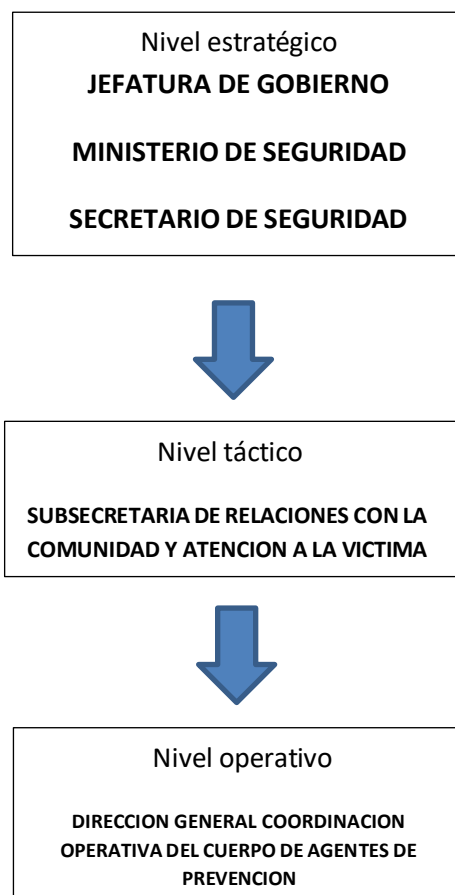 Nivel estratégico
JEFATURA DE GOBIERNO
MINISTERIO DE SEGURIDAD
SECRETARIO DE SEGURIDAD
Nivel táctico
SUBSECRETARIA DE RELACIONES CON LA
COMUNIDAD Y ATENCION A LA VICTIMA
Nivel operativo
DIRECCION GENERAL COORDINACION
OPERATIVA DEL CUERPO DE AGENTES DE
PREVENCION